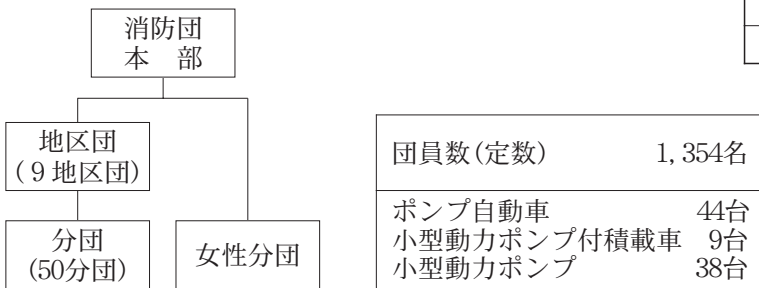 消防団
本　部
地区団
(９地区団)
分団
(50分団)
女性分団
団員数(定数)　1,354名
ポンプ自動車　44台
小型動力ポンプ付積載車　9台
小型動力ポンプ　38台